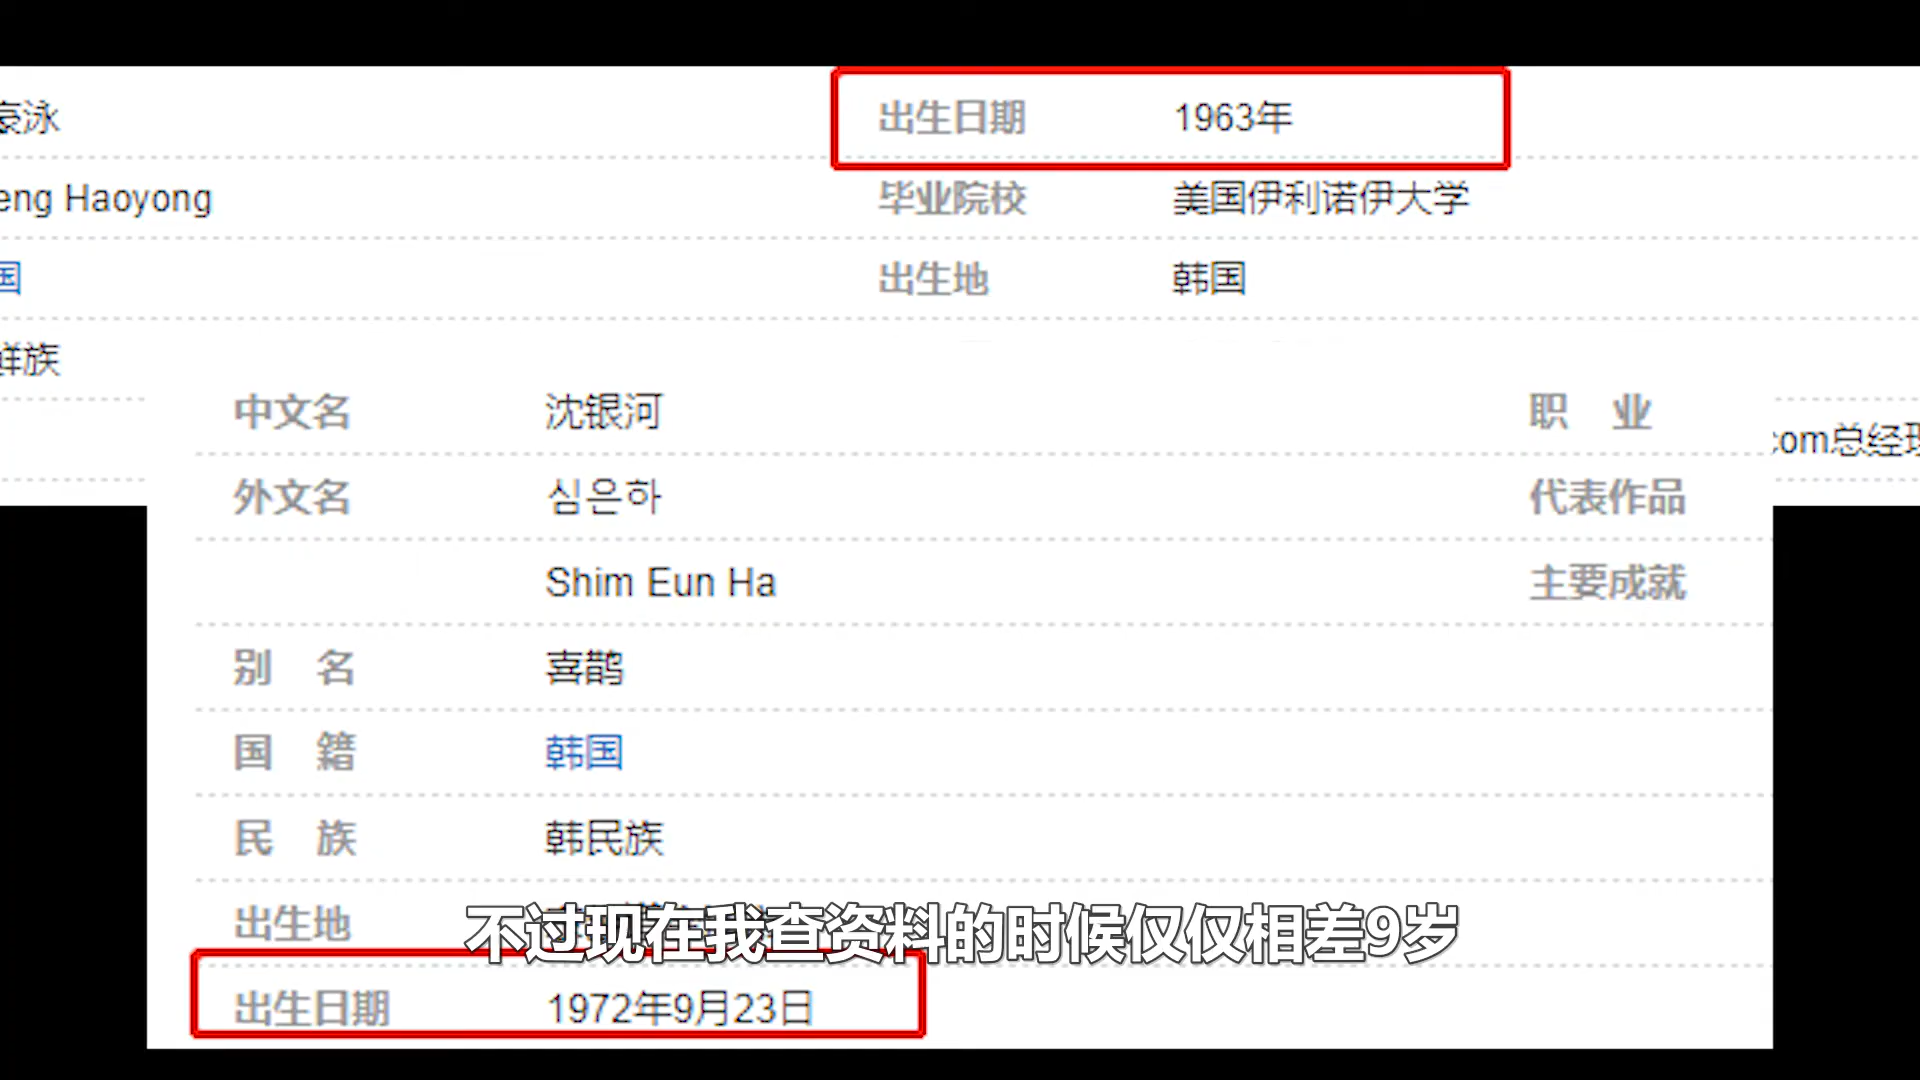 泳
出生日期 1963年
eng Haoyong
毕业院校 美国伊利诺伊大学
国
出生地 韩国
鲜族
中文名 沈银河
职 业
com总经理
外文名 심은하
代表作品
Shim Eun Ha
主要成就
别 名 喜鹊
国 籍 韩国
民 族 韩民族
出生地
不过现在我查资料的时候仅仅相差9岁
出生日期 1972年9月23日